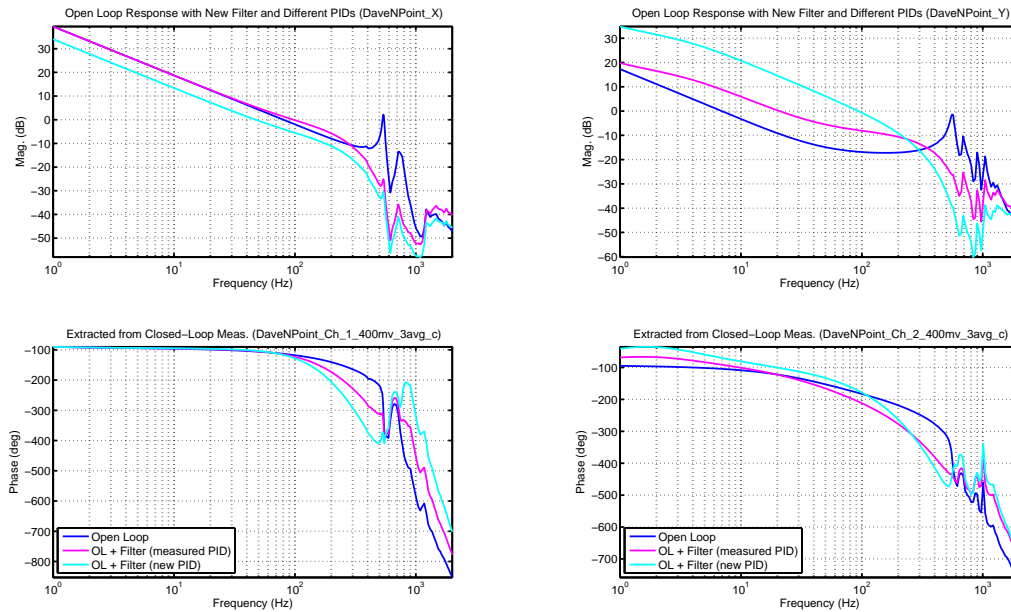 Open Loop Response with New Filter and Different PIDs (DaveNPoint_X)
30
20
10
0
−10
−20
−30
−40
−50
Mag. (dB)
10^0
10^1
10^2
10^3
Frequency (Hz)
Open Loop Response with New Filter and Different PIDs (DaveNPoint_Y)
30
20
10
0
−10
−20
−30
−40
−50
−60
Mag. (dB)
10^0
10^1
10^2
10^3
Frequency (Hz)
Extracted from Closed−Loop Meas. (DaveNPoint_Ch_1_400mv_3avg_c)
−100
−200
−300
−400
−500
−600
−700
−800
Phase (deg)
Open Loop
OL + Filter (measured PID)
OL + Filter (new PID)
10^0
10^1
10^2
10^3
Frequency (Hz)
Extracted from Closed−Loop Meas. (DaveNPoint_Ch_2_400mv_3avg_c)
−100
−200
−300
−400
−500
−600
−700
Phase (deg)
Open Loop
OL + Filter (measured PID)
OL + Filter (new PID)
10^0
10^1
10^2
10^3
Frequency (Hz)